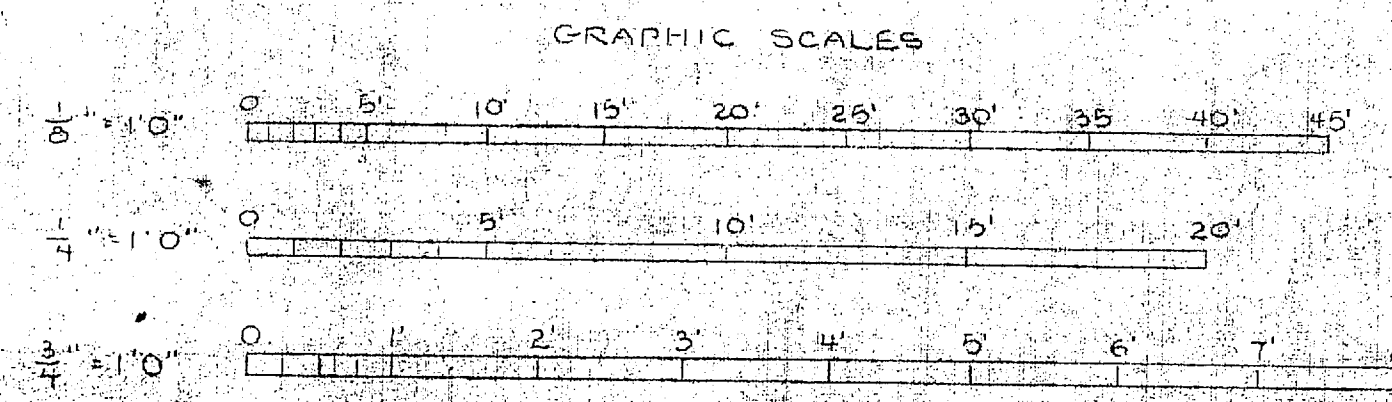 GRAPHIC SCALES
1/8" = 1'0" 0 5' 10' 15' 20' 25' 30' 35 40' 45'
1/4" = 1'0" 0 5' 10' 15' 20'
3/4" = 1'0" 0 1' 2' 3' 4' 5' 6' 7'